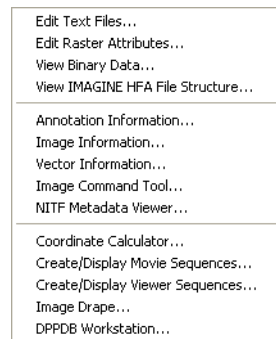 Edit Text Files...
Edit Raster Attributes...
View Binary Data...
View IMAGINE HFA File Structure...
Annotation Information...
Image Information...
Vector Information...
Image Command Tool...
NITF Metadata Viewer...
Coordinate Calculator...
Create/Display Movie Sequences...
Create/Display Viewer Sequences...
Image Drape...
DPPDB Workstation...